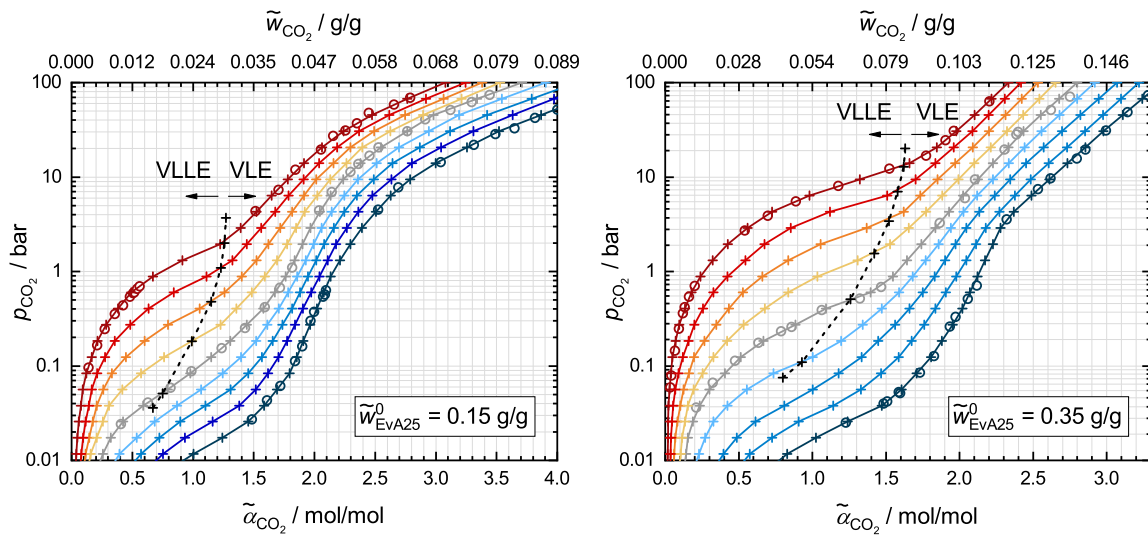 w̃CO₂ / g/g
0.000 0.012 0.024 0.035 0.047 0.058 0.068 0.079 0.089
100
10
1
0.1
0.01
pCO₂ / bar
VLLE VLE
w̃⁰EvA25 = 0.15 g/g
0.0 0.5 1.0 1.5 2.0 2.5 3.0 3.5 4.0
α̃CO₂ / mol/mol
w̃CO₂ / g/g
0.000 0.028 0.054 0.079 0.103 0.125 0.146
100
10
1
0.1
0.01
pCO₂ / bar
VLLE VLE
w̃⁰EvA25 = 0.35 g/g
0.0 0.5 1.0 1.5 2.0 2.5 3.0
α̃CO₂ / mol/mol